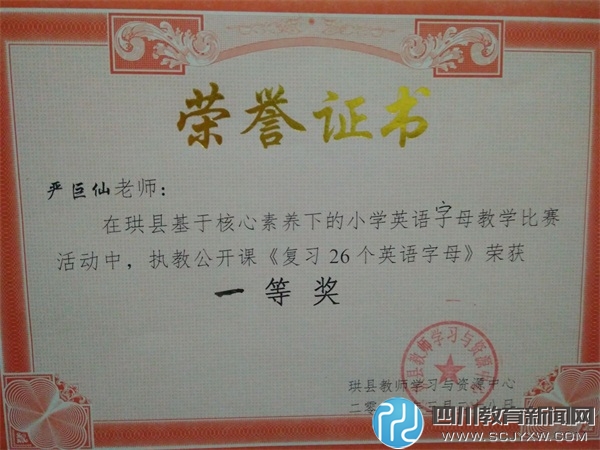 荣誉证书
严巨仙老师：
在珙县基于核心素养下的小学英语字母教学比赛
活动中，执教公开课《复习26个英语字母》荣获
一等奖
珙县教师学习与资源中心
二〇
四川教育新闻网
WWW.SCJYXW.COM